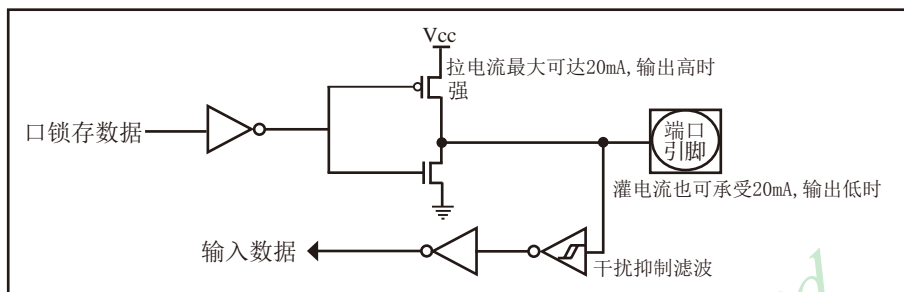 Vcc
拉电流最大可达20mA,输出高时
强
口锁存数据
端口
引脚
灌电流也可承受20mA,输出低时
输入数据
干扰抑制滤波